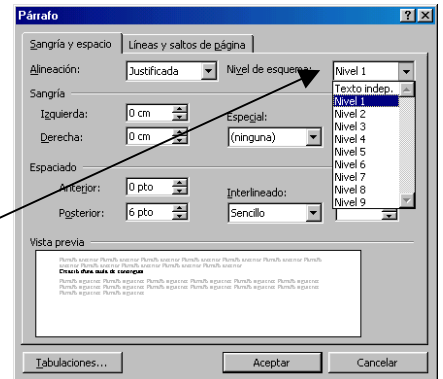 Párrafo
Sangría y espacio Líneas y saltos de página
Alineación: Justificada Nivel de esquema: Nivel 1
Texto indep.
Nivel 1
Nivel 2
Nivel 3
Nivel 4
Nivel 5
Nivel 6
Nivel 7
Nivel 8
Nivel 9
Sangría
Izquierda: 0 cm Especial:
Derecha: 0 cm (ninguna)
Espaciado
Anterior: 0 pto Interlineado:
Posterior: 6 pto Sencillo
Vista previa
Tabulaciones... Aceptar Cancelar